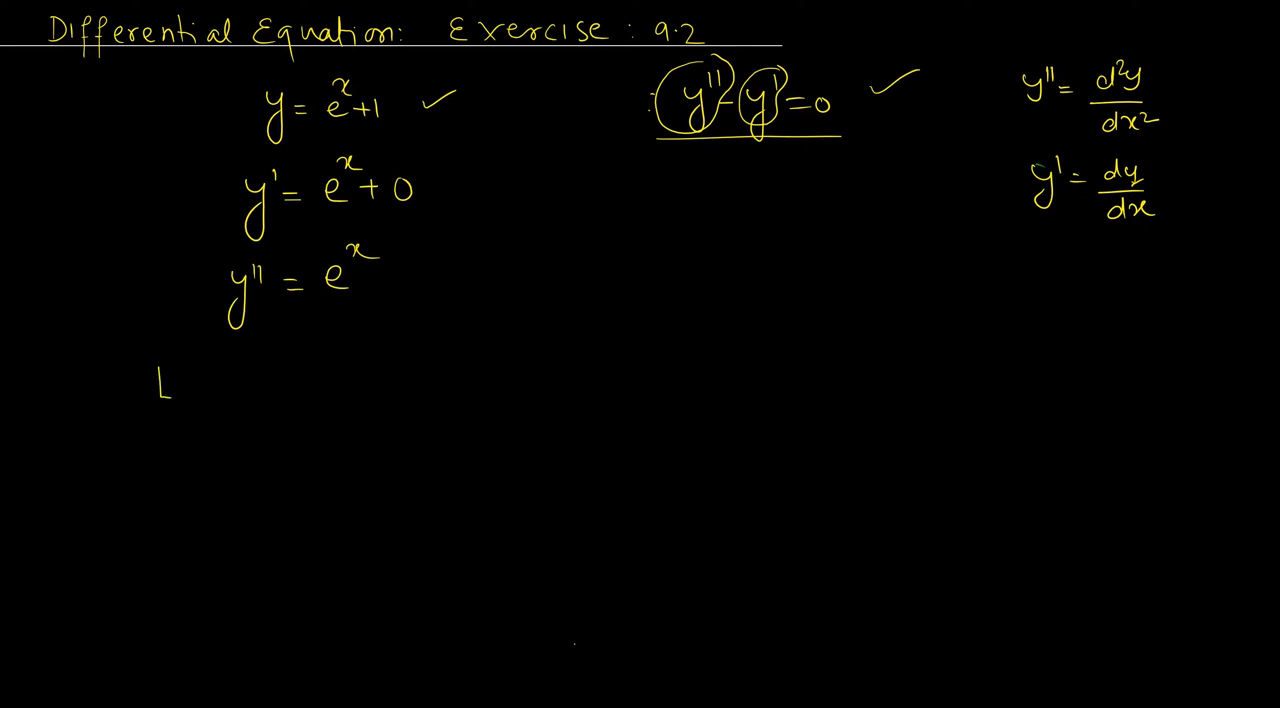 Differential Equation: Exercise : 9.2
y = e^x + 1 ✓
: y'' - y' = 0 ✓
y'' = d²y/dx²
y' = e^x + 0
y' = dy/dx
y'' = e^x
L